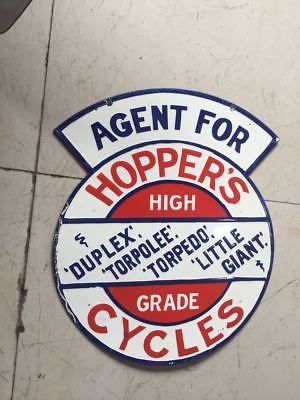 AGENT FOR
HOPPER'S
HIGH
'DUPLEX', 'TORPOLEE'. 'TORPEDO' 'LITTLE
GIANT.'
GRADE
CYCLES